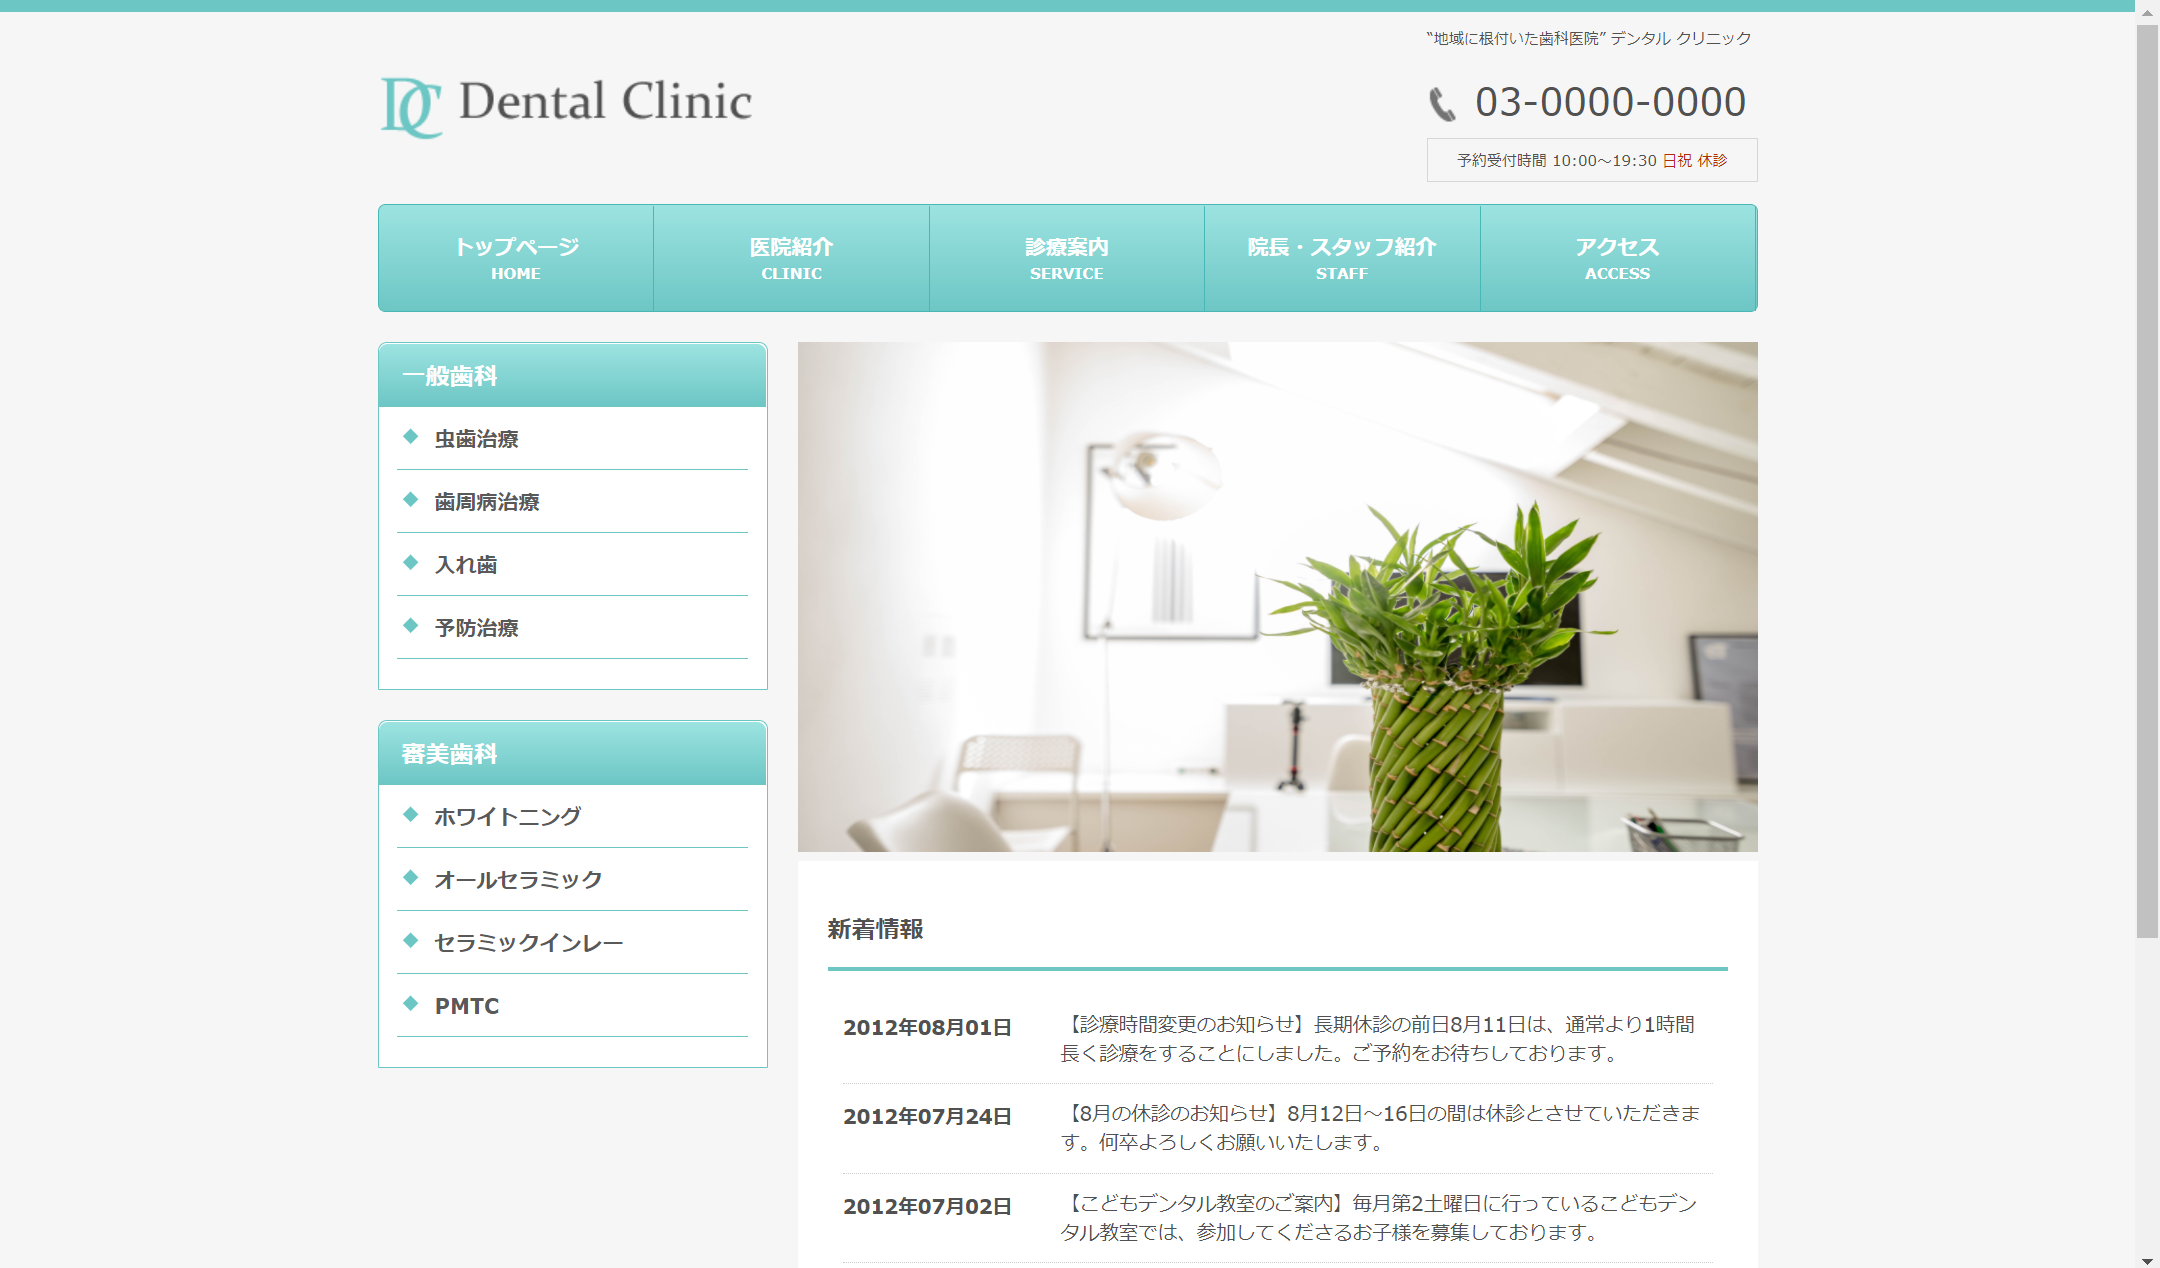 “地域に根付いた歯科医院” デンタル クリニック
DC Dental Clinic
03-0000-0000
予約受付時間 10:00～19:30 日祝 休診
トップページ
HOME
医院紹介
CLINIC
診療案内
SERVICE
院長・スタッフ紹介
STAFF
アクセス
ACCESS
一般歯科
虫歯治療
歯周病治療
入れ歯
予防治療
審美歯科
ホワイトニング
オールセラミック
セラミックインレー
PMTC
新着情報
2012年08月01日
【診療時間変更のお知らせ】長期休診の前日8月11日は、通常より1時間
長く診療をすることにしました。ご予約をお待ちしております。
2012年07月24日
【8月の休診のお知らせ】8月12日～16日の間は休診とさせていただきま
す。何卒よろしくお願いいたします。
2012年07月02日
【こどもデンタル教室のご案内】毎月第2土曜日に行っているこどもデン
タル教室では、参加してくださるお子様を募集しております。